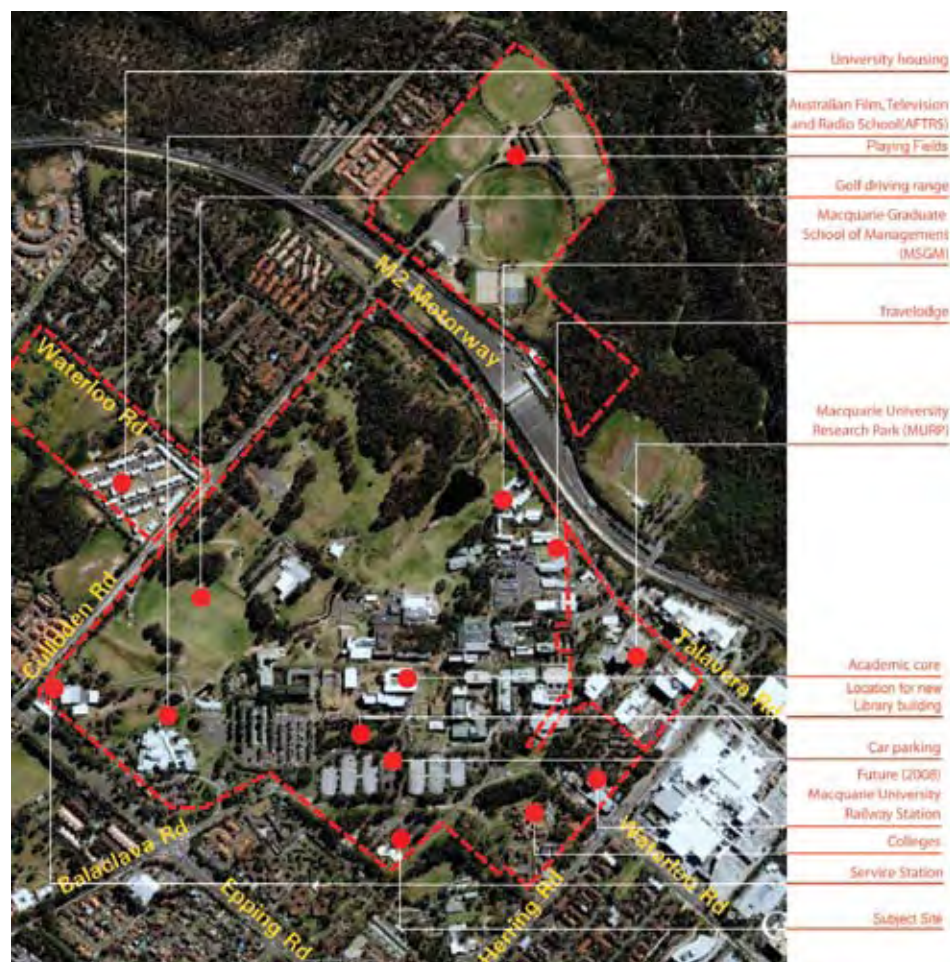 University housing
Australian Film, Television
and Radio School(AFTRS)
Playing Fields
Golf driving range
Macquarie Graduate
School of Management
(MSGM)
Travelodge
Macquarie University
Research Park (MURP)
Academic core
Location for new
Library building
Car parking
Future (2008)
Macquarie University
Railway Station
Colleges
Service Station
Subject Site
M2 Motorway
Waterloo Rd
Culloden Rd
Talavera Rd
Balaclava Rd
Epping Rd
Herring Rd
Waterloo Rd